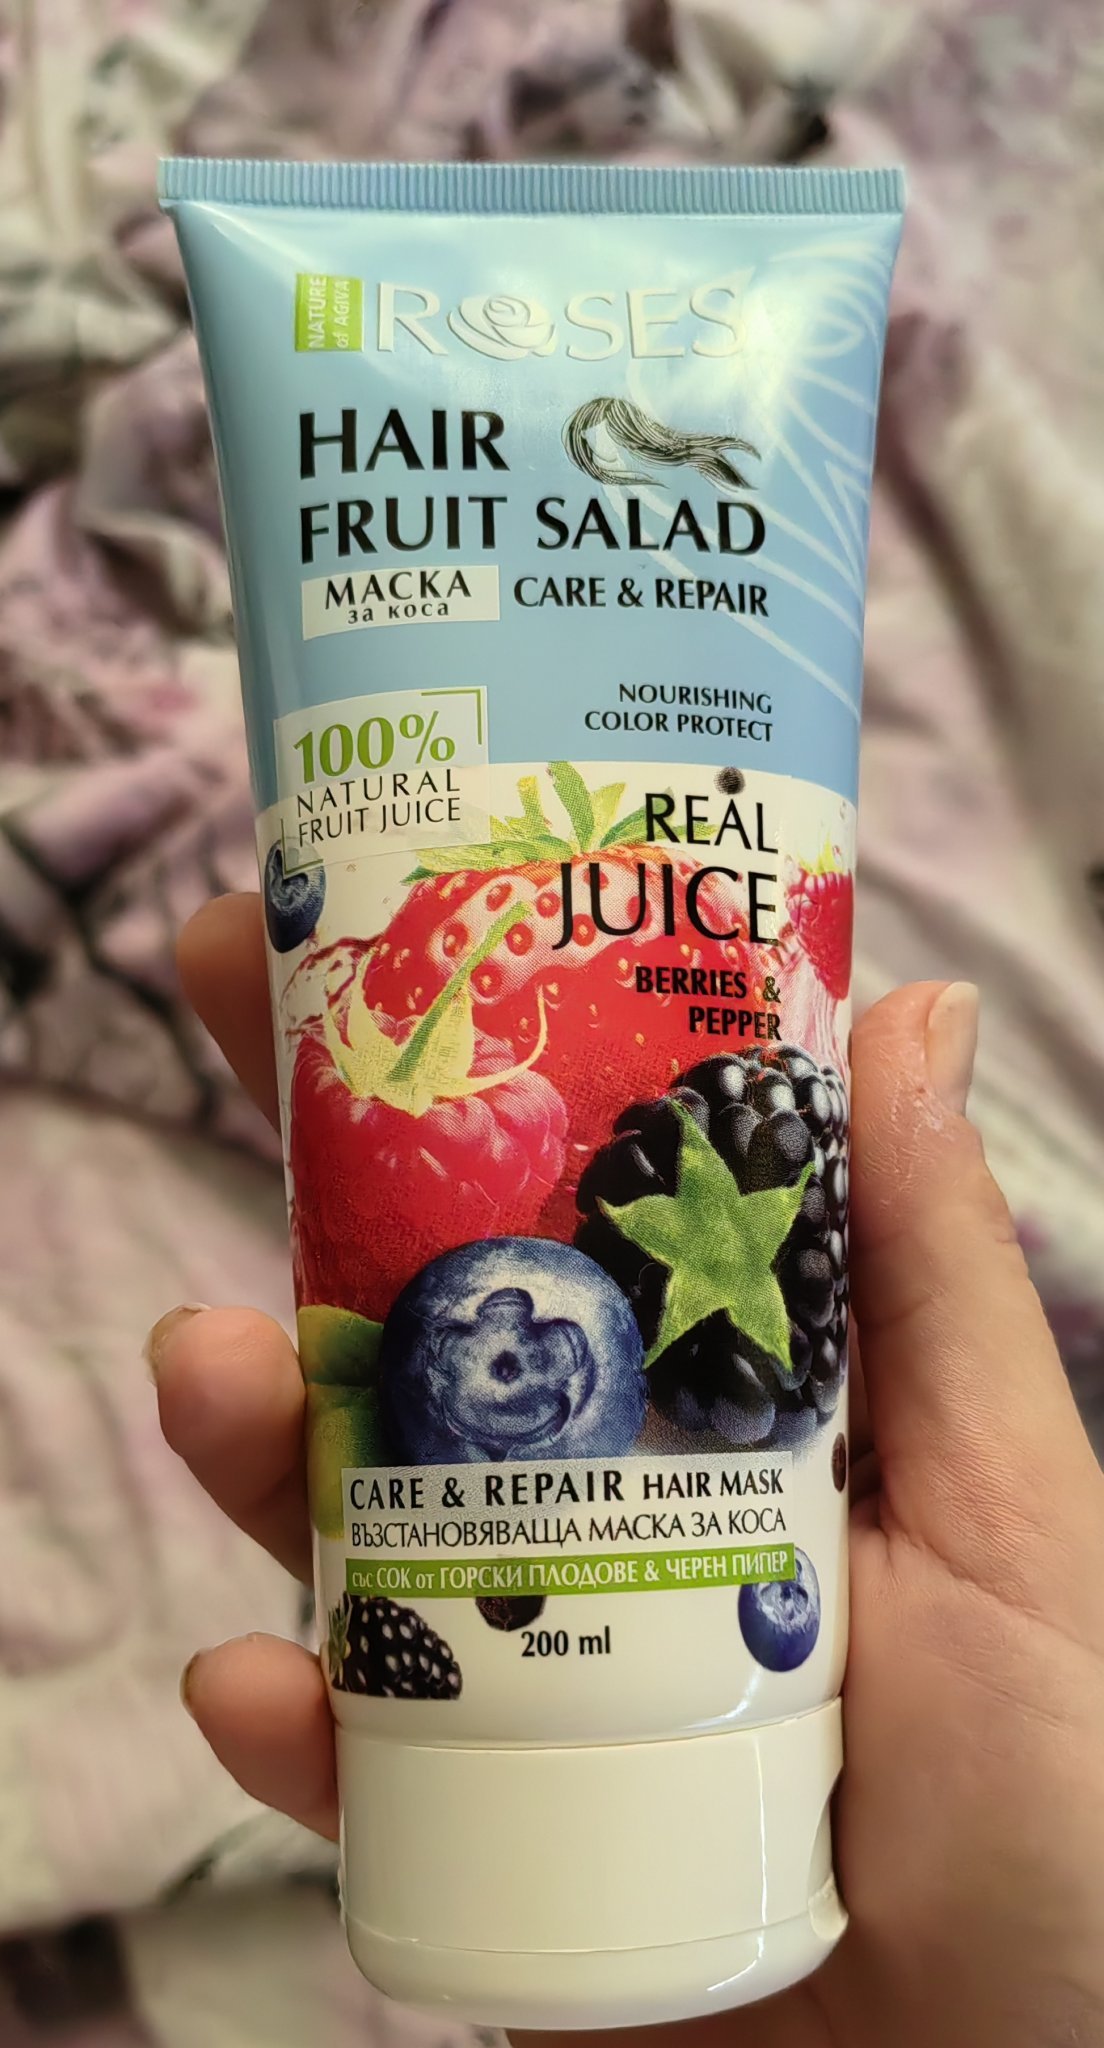 NATURE
of AGIVA
ROSES
HAIR
FRUIT SALAD
МАСКА
за коса
CARE & REPAIR
NOURISHING
COLOR PROTECT
100%
NATURAL
FRUIT JUICE
REAL
JUICE
BERRIES &
PEPPER
CARE & REPAIR HAIR MASK
ВЪЗСТАНОВЯВАЩА МАСКА ЗА КОСА
със СОК от ГОРСКИ ПЛОДОВЕ & ЧЕРЕН ПИПЕР
200 ml